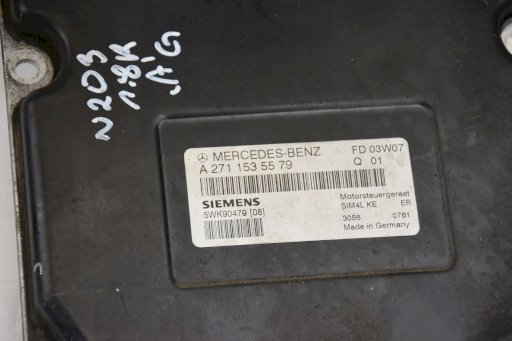 W203
1.8K
"A"G
MERCEDES-BENZ FD 03W07
A 271 153 55 79 Q 01
SIEMENS Motorsteuergeraet
5WK90479 [08] SIM4L KE ER
3056 0761
Made in Germany